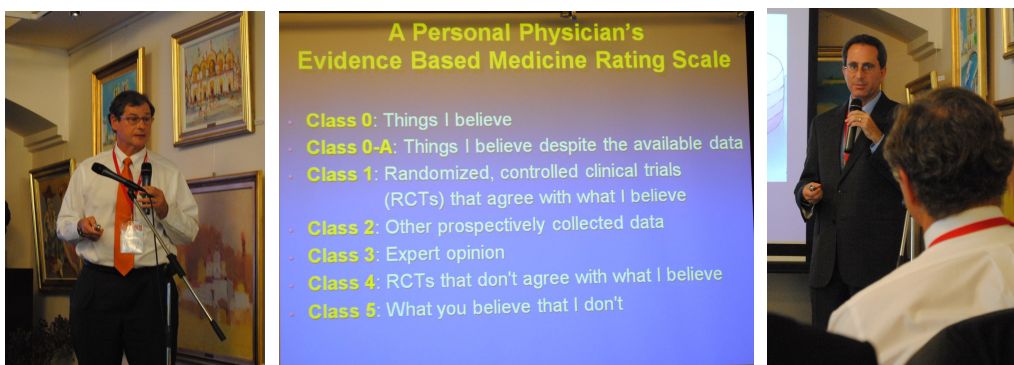 A Personal Physician's
Evidence Based Medicine Rating Scale
Class 0: Things I believe
Class 0-A: Things I believe despite the available data
Class 1: Randomized, controlled clinical trials
(RCTs) that agree with what I believe
Class 2: Other prospectively collected data
Class 3: Expert opinion
Class 4: RCTs that don't agree with what I believe
Class 5: What you believe that I don't